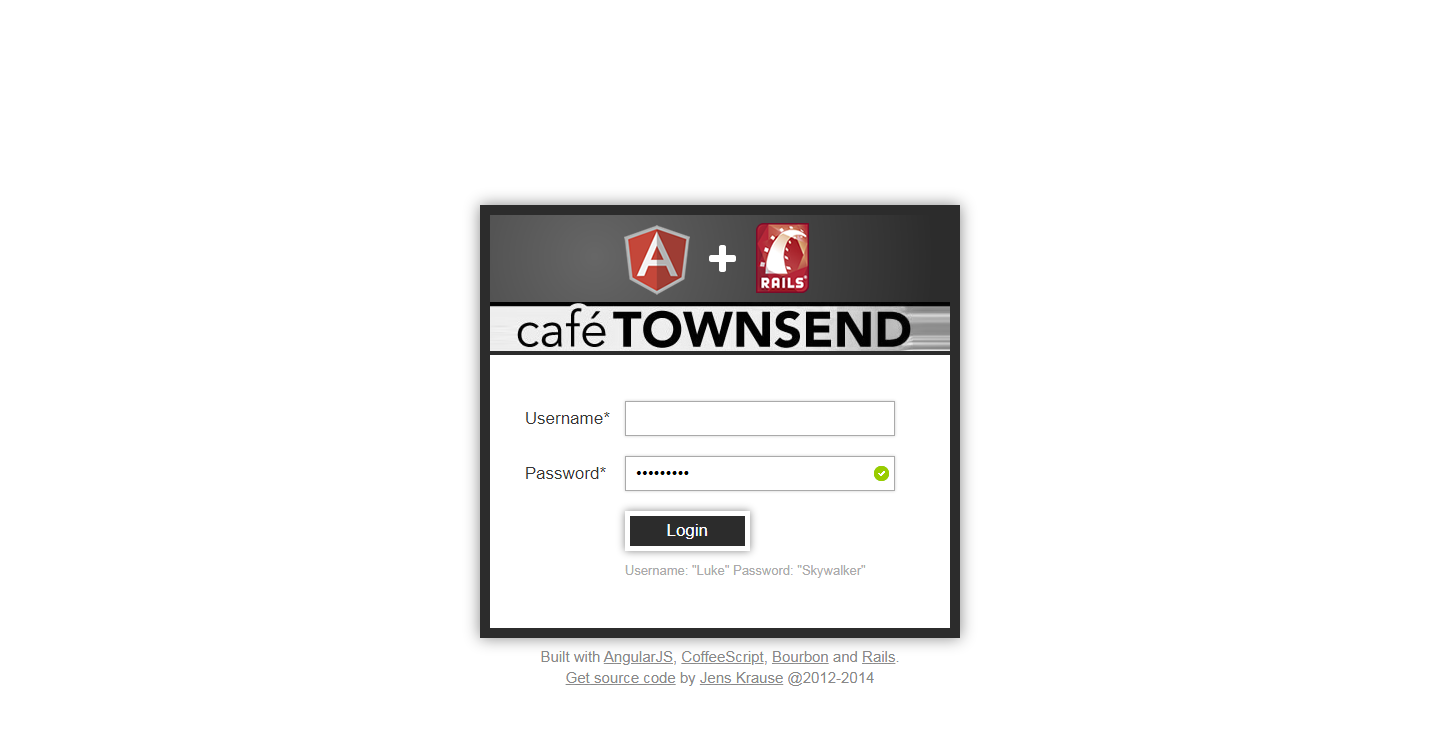 A
RAILS
café TOWNSEND
Username*
Password*
•••••••••
Login
Username: "Luke" Password: "Skywalker"
Built with AngularJS, CoffeeScript, Bourbon and Rails.
Get source code by Jens Krause @2012-2014